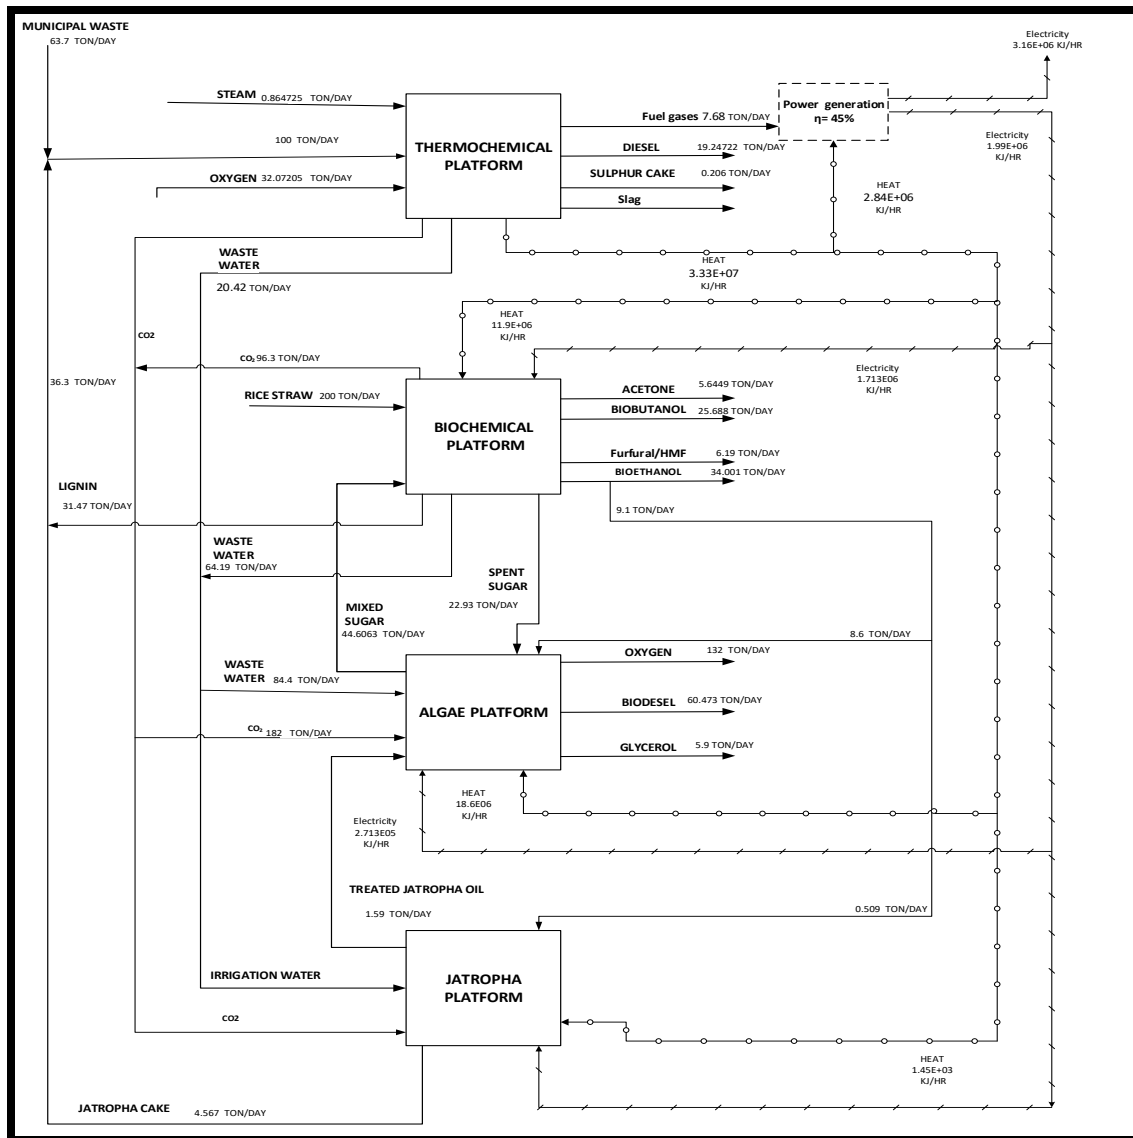 MUNICIPAL WASTE
63.7 TON/DAY
Electricity
3.16E+06 KJ/HR
STEAM 0.864725 TON/DAY
Power generation
η= 45%
Fuel gases 7.68 TON/DAY
100 TON/DAY
THERMOCHEMICAL
PLATFORM
DIESEL 19.24722 TON/DAY
Electricity
1.99E+06
KJ/HR
OXYGEN 32.07205 TON/DAY
SULPHUR CAKE 0.206 TON/DAY
Slag
HEAT
2.84E+06
KJ/HR
WASTE
WATER
20.42 TON/DAY
HEAT
3.33E+07
KJ/HR
HEAT
11.9E+06
KJ/HR
CO2
CO₂ 96.3 TON/DAY
36.3 TON/DAY
Electricity
1.713E06
KJ/HR
RICE STRAW 200 TON/DAY
BIOCHEMICAL
PLATFORM
ACETONE 5.6449 TON/DAY
BIOBUTANOL 25.688 TON/DAY
Furfural/HMF 6.19 TON/DAY
BIOETHANOL 34.001 TON/DAY
LIGNIN
31.47 TON/DAY
9.1 TON/DAY
WASTE
WATER
64.19 TON/DAY
SPENT
SUGAR
22.93 TON/DAY
MIXED
SUGAR
44.6063 TON/DAY
8.6 TON/DAY
WASTE
WATER 84.4 TON/DAY
OXYGEN 132 TON/DAY
ALGAE PLATFORM
BIODESEL 60.473 TON/DAY
CO₂ 182 TON/DAY
GLYCEROL 5.9 TON/DAY
HEAT
18.6E06
KJ/HR
Electricity
2.713E05
KJ/HR
TREATED JATROPHA OIL
1.59 TON/DAY
0.509 TON/DAY
IRRIGATION WATER
JATROPHA
PLATFORM
CO2
HEAT
1.45E+03
KJ/HR
JATROPHA CAKE 4.567 TON/DAY